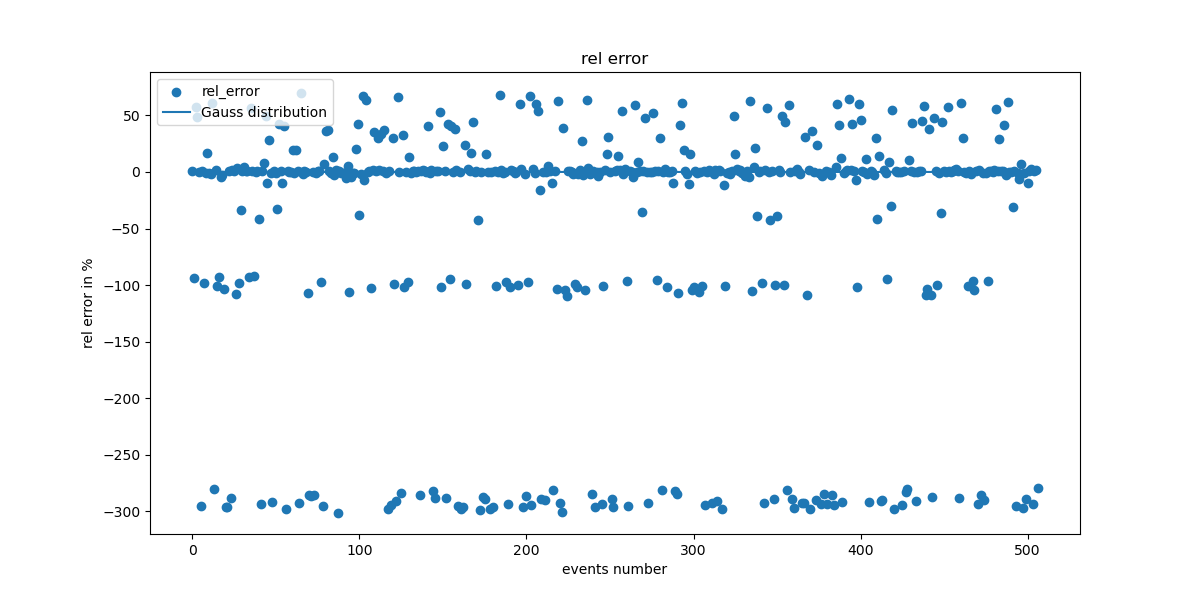 rel error
rel_error
Gauss distribution
50
0
−50
−100
−150
−200
−250
−300
rel error in %
0 100 200 300 400 500
events number